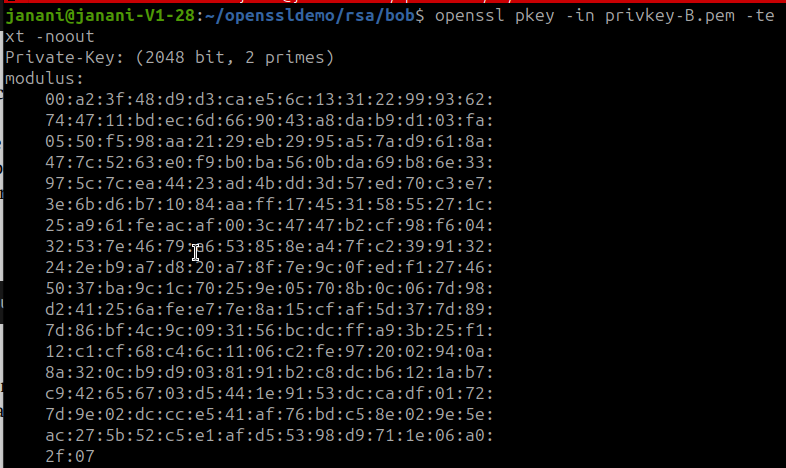 janani@janani-V1-28:~/openssldemo/rsa/bob$ openssl pkey -in privkey-B.pem -te
xt -noout
Private-Key: (2048 bit, 2 primes)
modulus:
00:a2:3f:48:d9:d3:ca:e5:6c:13:31:22:99:93:62:
74:47:11:bd:ec:6d:66:90:43:a8:da:b9:d1:03:fa:
05:50:f5:98:aa:21:29:eb:29:95:a5:7a:d9:61:8a:
47:7c:52:63:e0:f9:b0:ba:56:0b:da:69:b8:6e:33:
97:5c:7c:ea:44:23:ad:4b:dd:3d:57:ed:70:c3:e7:
3e:6b:d6:b7:10:84:aa:ff:17:45:31:58:55:27:1c:
25:a9:61:fe:ac:af:00:3c:47:47:b2:cf:98:f6:04:
32:53:7e:46:79:a6:53:85:8e:a4:7f:c2:39:91:32:
24:2e:b9:a7:d8:20:a7:8f:7e:9c:0f:ed:f1:27:46:
50:37:ba:9c:1c:70:25:9e:05:70:8b:0c:06:7d:98:
d2:41:25:6a:fe:e7:7e:8a:15:cf:af:5d:37:7d:89:
7d:86:bf:4c:9c:09:31:56:bc:dc:ff:a9:3b:25:f1:
12:c1:cf:68:c4:6c:11:06:c2:fe:97:20:02:94:0a:
8a:32:0c:b9:d9:03:81:91:b2:c8:dc:b6:12:1a:b7:
c9:42:65:67:03:d5:44:1e:91:53:dc:ca:df:01:72:
7d:9e:02:dc:cc:e5:41:af:76:bd:c5:8e:02:9e:5e:
ac:27:5b:52:c5:e1:af:d5:53:98:d9:71:1e:06:a0:
2f:07